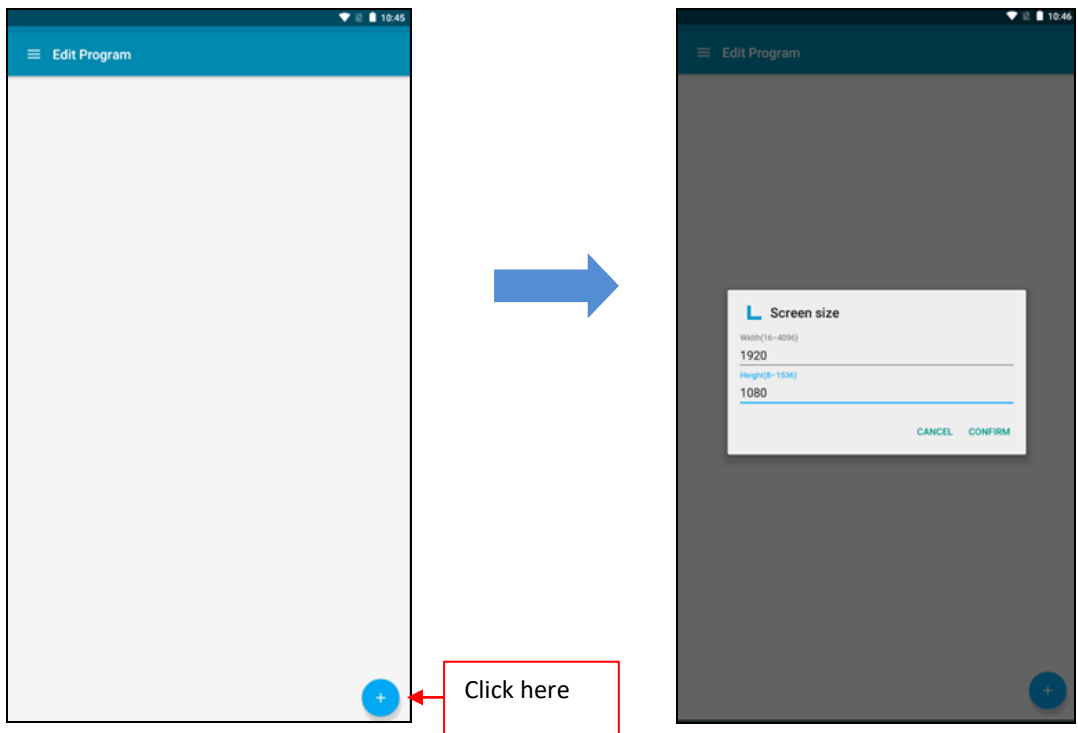 10:45
Edit Program
+
Click here
10:46
Edit Program
Screen size
Width(16~4096)
1920
Height(8~1536)
1080
CANCEL CONFIRM
+